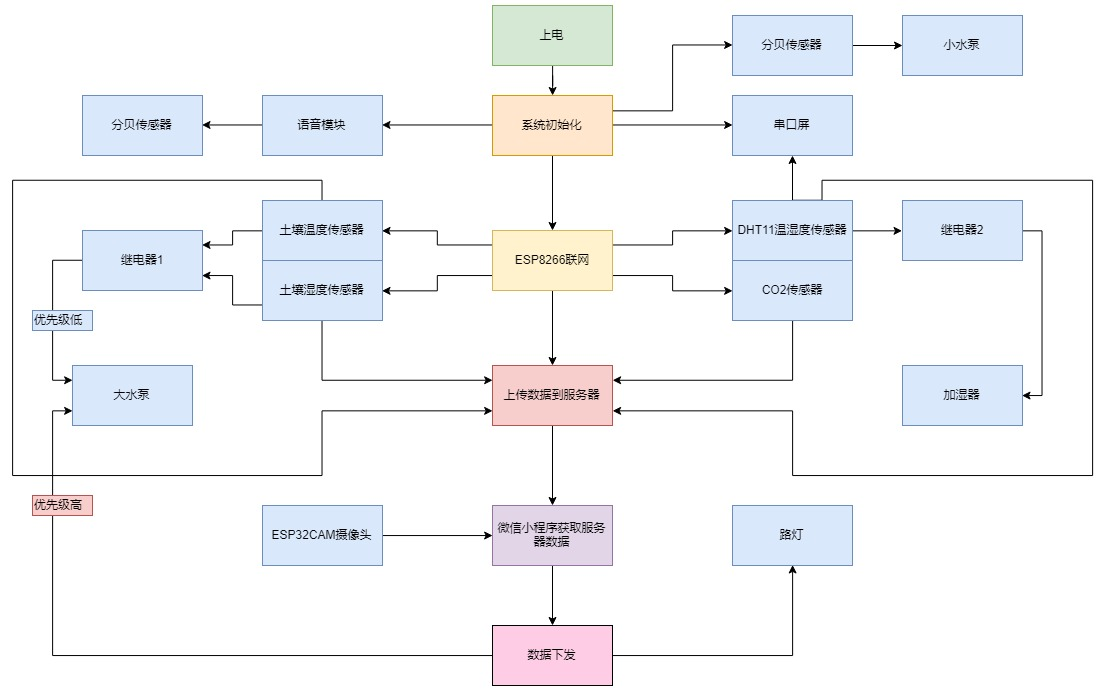 上电
分贝传感器
小水泵
分贝传感器
语音模块
系统初始化
串口屏
土壤温度传感器
DHT11温湿度传感器
继电器2
继电器1
ESP8266联网
土壤湿度传感器
CO2传感器
优先级低
大水泵
上传数据到服务器
加湿器
优先级高
ESP32CAM摄像头
微信小程序获取服务
器数据
路灯
数据下发